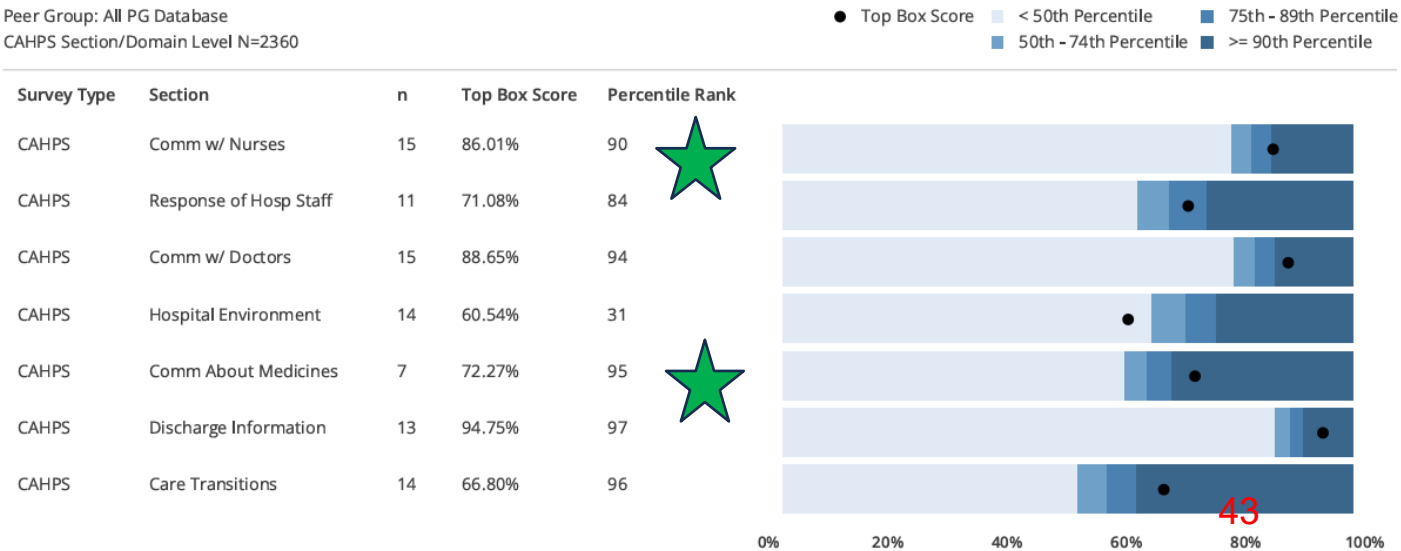 Peer Group: All PG Database
CAHPS Section/Domain Level N=2360
Top Box Score < 50th Percentile 75th - 89th Percentile
50th - 74th Percentile >= 90th Percentile
Survey Type Section n Top Box Score Percentile Rank
CAHPS Comm w/ Nurses 15 86.01% 90
CAHPS Response of Hosp Staff 11 71.08% 84
CAHPS Comm w/ Doctors 15 88.65% 94
CAHPS Hospital Environment 14 60.54% 31
CAHPS Comm About Medicines 7 72.27% 95
CAHPS Discharge Information 13 94.75% 97
CAHPS Care Transitions 14 66.80% 96
43
0% 20% 40% 60% 80% 100%